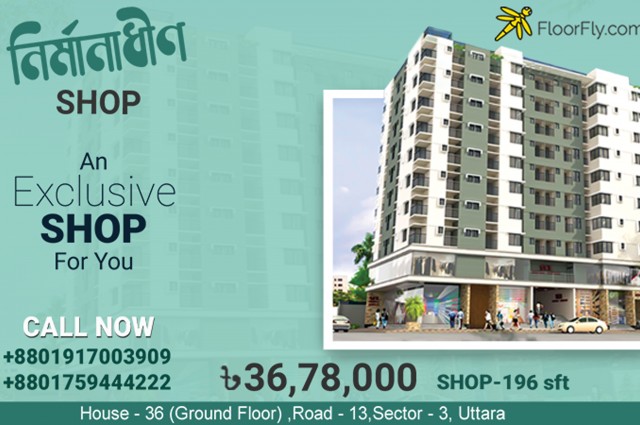 নির্মানাধীণ
SHOP
FloorFly.com
An
Exclusive
SHOP
For You
CALL NOW
+8801917003909
+8801759444222
৳36,78,000
SHOP-196 sft
House - 36 (Ground Floor) ,Road - 13,Sector - 3, Uttara